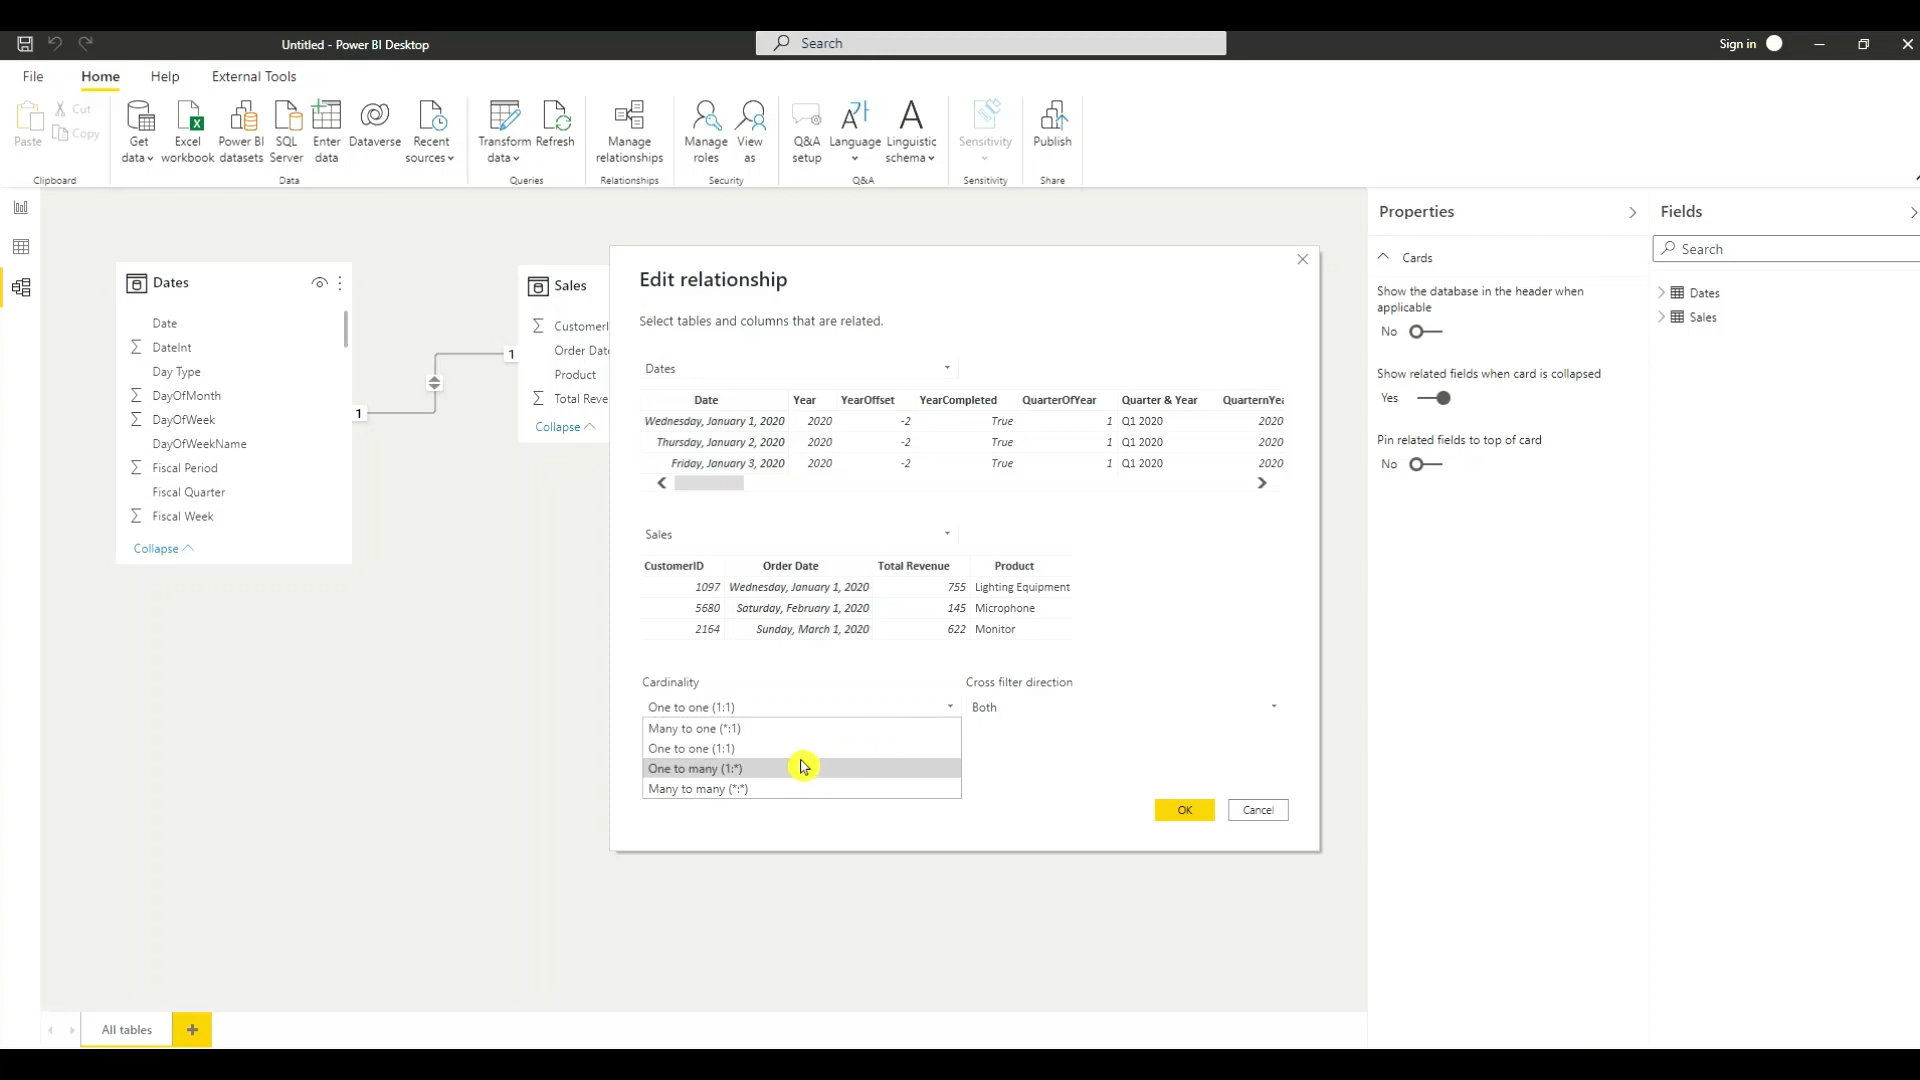 Untitled - Power BI Desktop
Search
Sign in
File
Home
Help
External Tools
Paste
Cut
Copy
Clipboard
Get data
Excel workbook
Power BI datasets
SQL Server
Enter data
Dataverse
Recent sources
Data
Transform data
Refresh
Queries
Manage relationships
Relationships
Manage roles
View as
Security
Q&A setup
Language
Linguistic schema
Q&A
Sensitivity
Sensitivity
Publish
Share
Dates
Date
DateInt
Day Type
DayOfMonth
DayOfWeek
DayOfWeekName
Fiscal Period
Fiscal Quarter
Fiscal Week
Collapse
1
1
Sales
CustomerI
Order Date
Product
Total Reve
Collapse
Edit relationship
Select tables and columns that are related.
Dates
Date Year YearOffset YearCompleted QuarterOfYear Quarter & Year QuarternYea
Wednesday, January 1, 2020 2020 -2 True 1 Q1 2020 2020
Thursday, January 2, 2020 2020 -2 True 1 Q1 2020 2020
Friday, January 3, 2020 2020 -2 True 1 Q1 2020 2020
Sales
CustomerID Order Date Total Revenue Product
1097 Wednesday, January 1, 2020 755 Lighting Equipment
5680 Saturday, February 1, 2020 145 Microphone
2164 Sunday, March 1, 2020 622 Monitor
Cardinality
One to one (1:1)
Many to one (*:1)
One to one (1:1)
One to many (1:*)
Many to many (*:*)
Cross filter direction
Both
OK
Cancel
Properties
Cards
Show the database in the header when
applicable
No
Show related fields when card is collapsed
Yes
Pin related fields to top of card
No
Fields
Search
Dates
Sales
All tables